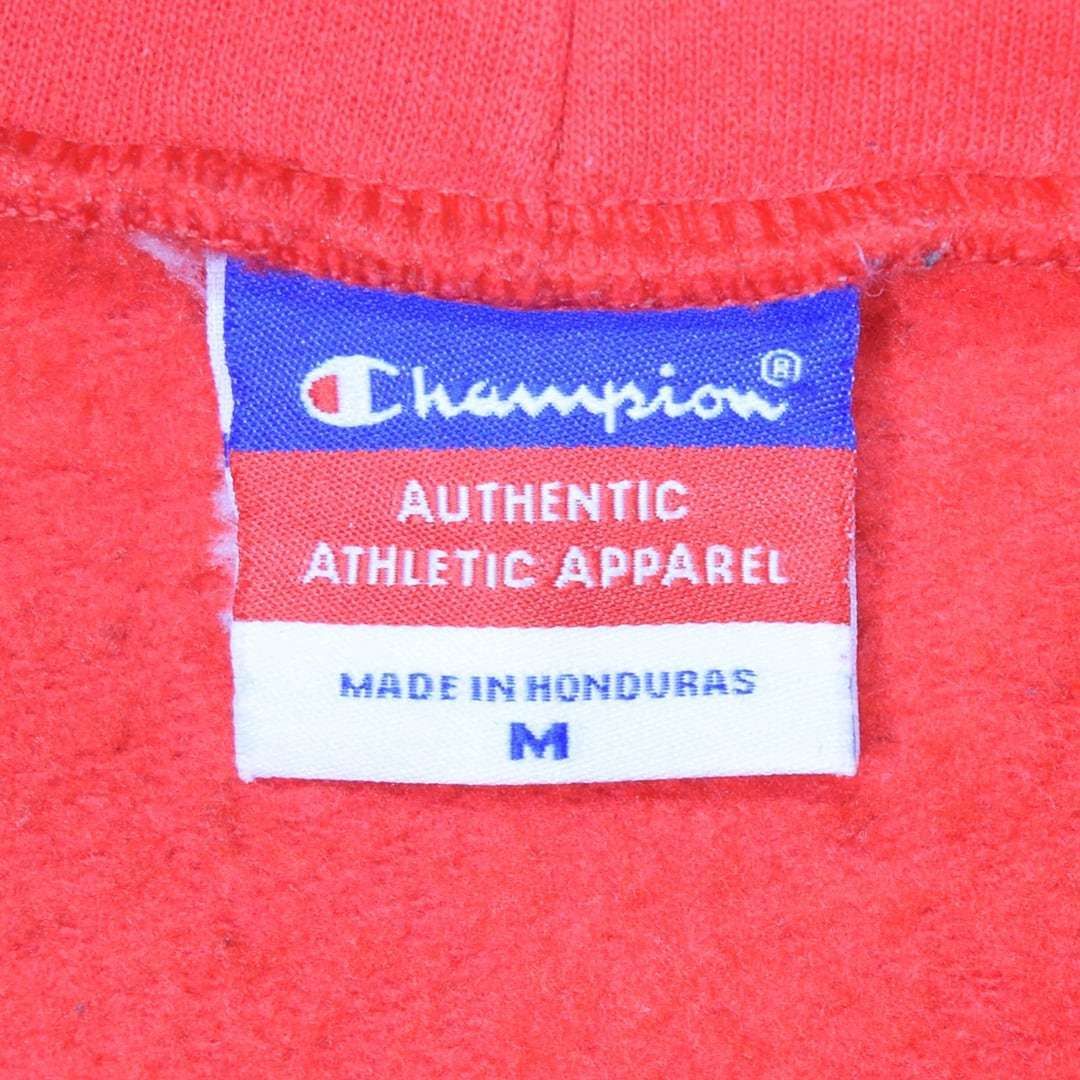 Champion®
AUTHENTIC
ATHLETIC APPAREL
MADE IN HONDURAS
M